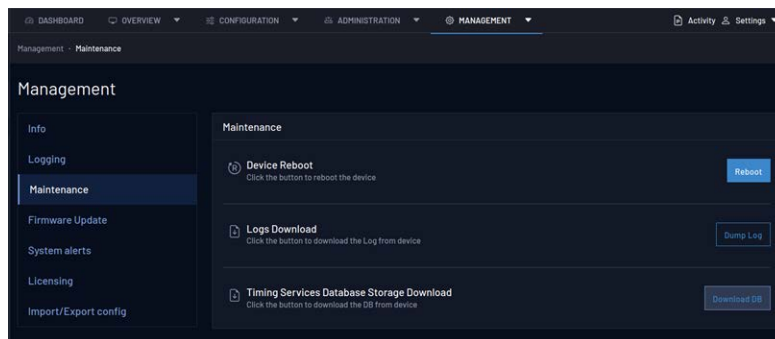 DASHBOARD OVERVIEW CONFIGURATION ADMINISTRATION MANAGEMENT Activity Settings
Management - Maintenance
Management
Info
Logging
Maintenance
Firmware Update
System alerts
Licensing
Import/Export config
Maintenance
Device Reboot
Click the button to reboot the device
Reboot
Logs Download
Click the button to download the Log from device
Dump Log
Timing Services Database Storage Download
Click the button to download the DB from device
Download DB